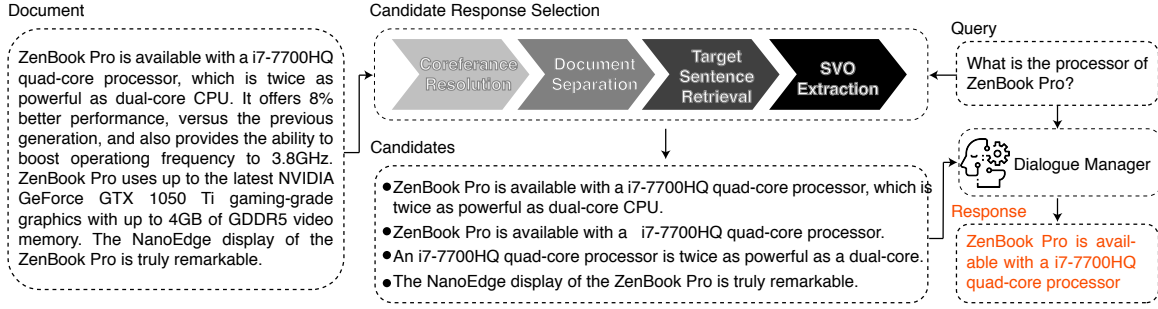 Document
ZenBook Pro is available with a i7-7700HQ
quad-core processor, which is twice as
powerful as dual-core CPU. It offers 8%
better performance, versus the previous
generation, and also provides the ability to
boost operationg frequency to 3.8GHz.
ZenBook Pro uses up to the latest NVIDIA
GeForce GTX 1050 Ti gaming-grade
graphics with up to 4GB of GDDR5 video
memory. The NanoEdge display of the
ZenBook Pro is truly remarkable.
Candidate Response Selection
Coreferance
Resolution
Document
Separation
Target
Sentence
Retrieval
SVO
Extraction
Candidates
●ZenBook Pro is available with a i7-7700HQ quad-core processor, which is
twice as powerful as dual-core CPU.
●ZenBook Pro is available with a i7-7700HQ quad-core processor.
●An i7-7700HQ quad-core processor is twice as powerful as a dual-core.
●The NanoEdge display of the ZenBook Pro is truly remarkable.
Query
What is the processor of
ZenBook Pro?
Dialogue Manager
Response
ZenBook Pro is avail-
able with a i7-7700HQ
quad-core processor